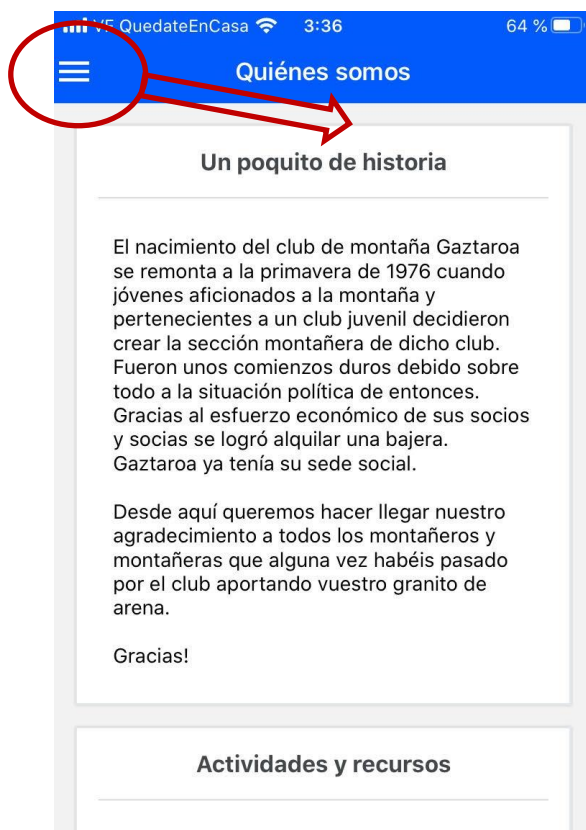 VF QuedateEnCasa 3:36 64 %
Quiénes somos
Un poquito de historia
El nacimiento del club de montaña Gaztaroa
se remonta a la primavera de 1976 cuando
jóvenes aficionados a la montaña y
pertenecientes a un club juvenil decidieron
crear la sección montañera de dicho club.
Fueron unos comienzos duros debido sobre
todo a la situación política de entonces.
Gracias al esfuerzo económico de sus socios
y socias se logró alquilar una bajera.
Gaztaroa ya tenía su sede social.
Desde aquí queremos hacer llegar nuestro
agradecimiento a todos los montañeros y
montañeras que alguna vez habéis pasado
por el club aportando vuestro granito de
arena.
Gracias!
Actividades y recursos